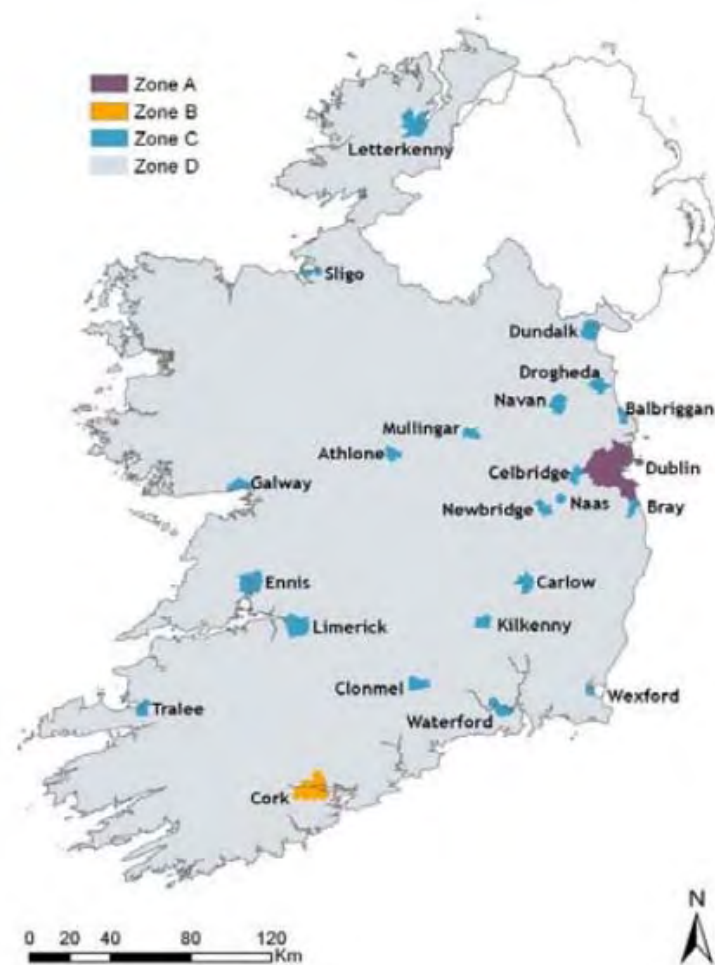 Zone A
Zone B
Zone C
Zone D
Letterkenny
Sligo
Dundalk
Drogheda
Navan
Balbriggan
Mullingar
Athlone
Celbridge
Dublin
Galway
Naas
Newbridge
Bray
Ennis
Carlow
Limerick
Kilkenny
Clonmel
Wexford
Tralee
Waterford
Cork
N
0 20 40 80 120 Km